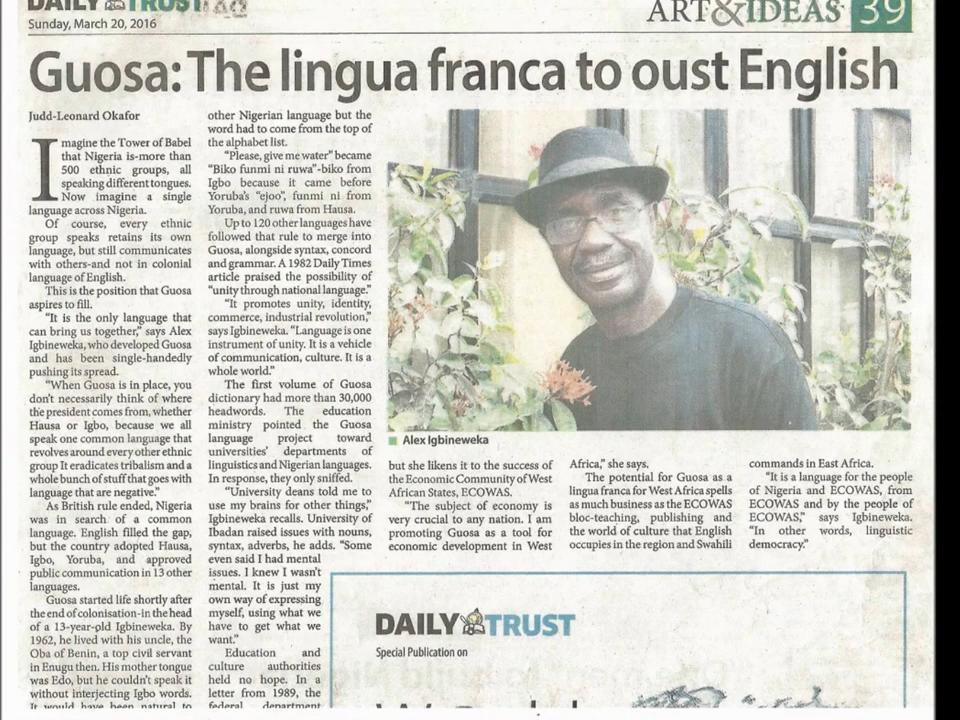 DAILY TRUST
Sunday, March 20, 2016
ART&IDEAS 39
Guosa: The lingua franca to oust English
Judd-Leonard Okafor
Imagine the Tower of Babel
that Nigeria is-more than
500 ethnic groups, all
speaking different tongues.
Now imagine a single
language across Nigeria.
Of course, every ethnic
group speaks retains its own
language, but still communicates
with others-and not in colonial
language of English.
This is the position that Guosa
aspires to fill.
"It is the only language that
can bring us together," says Alex
Igbineweka, who developed Guosa
and has been single-handedly
pushing its spread.
"When Guosa is in place, you
don't necessarily think of where
the president comes from, whether
Hausa or Igbo, because we all
speak one common language that
revolves around every other ethnic
group It eradicates tribalism and a
whole bunch of stuff that goes with
language that are negative."
As British rule ended, Nigeria
was in search of a common
language. English filled the gap,
but the country adopted Hausa,
Igbo, Yoruba, and approved
public communication in 13 other
languages.
Guosa started life shortly after
the end of colonisation-in the head
of a 13-year-old Igbineweka. By
1962, he lived with his uncle, the
Oba of Benin, a top civil servant
in Enugu then. His mother tongue
was Edo, but he couldn't speak it
without interjecting Igbo words.
It would have been natural to
other Nigerian language but the
word had to come from the top of
the alphabet list.
"Please, give me water" became
"Biko funmi ni ruwa"-biko from
Igbo because it came before
Yoruba's "ejoo", funmi ni from
Yoruba, and ruwa from Hausa.
Up to 120 other languages have
followed that rule to merge into
Guosa, alongside syntax, concord
and grammar. A 1982 Daily Times
article praised the possibility of
"unity through national language."
"It promotes unity, identity,
commerce, industrial revolution,"
says Igbineweka. "Language is one
instrument of unity. It is a vehicle
of communication, culture. It is a
whole world."
The first volume of Guosa
dictionary had more than 30,000
headwords. The education
ministry pointed the Guosa
language project toward
universities' departments of
linguistics and Nigerian languages.
In response, they only sniffed.
"University deans told me to
use my brains for other things,"
Igbineweka recalls. University of
Ibadan raised issues with nouns,
syntax, adverbs, he adds. "Some
even said I had mental
issues. I knew I wasn't
mental. It is just my
own way of expressing
myself, using what we
have to get what we
want."
Education and
culture authorities
held no hope. In a
letter from 1989, the
federal department
Alex Igbineweka
but she likens it to the success of
the Economic Community of West
African States, ECOWAS.
"The subject of economy is
very crucial to any nation. I am
promoting Guosa as a tool for
economic development in West
Africa," she says.
The potential for Guosa as a
lingua franca for West Africa spells
as much business as the ECOWAS
bloc-teaching, publishing and
the world of culture that English
occupies in the region and Swahili
commands in East Africa.
"It is a language for the people
of Nigeria and ECOWAS, from
ECOWAS and by the people of
ECOWAS," says Igbineweka.
"In other words, linguistic
democracy."
DAILY TRUST
Special Publication on